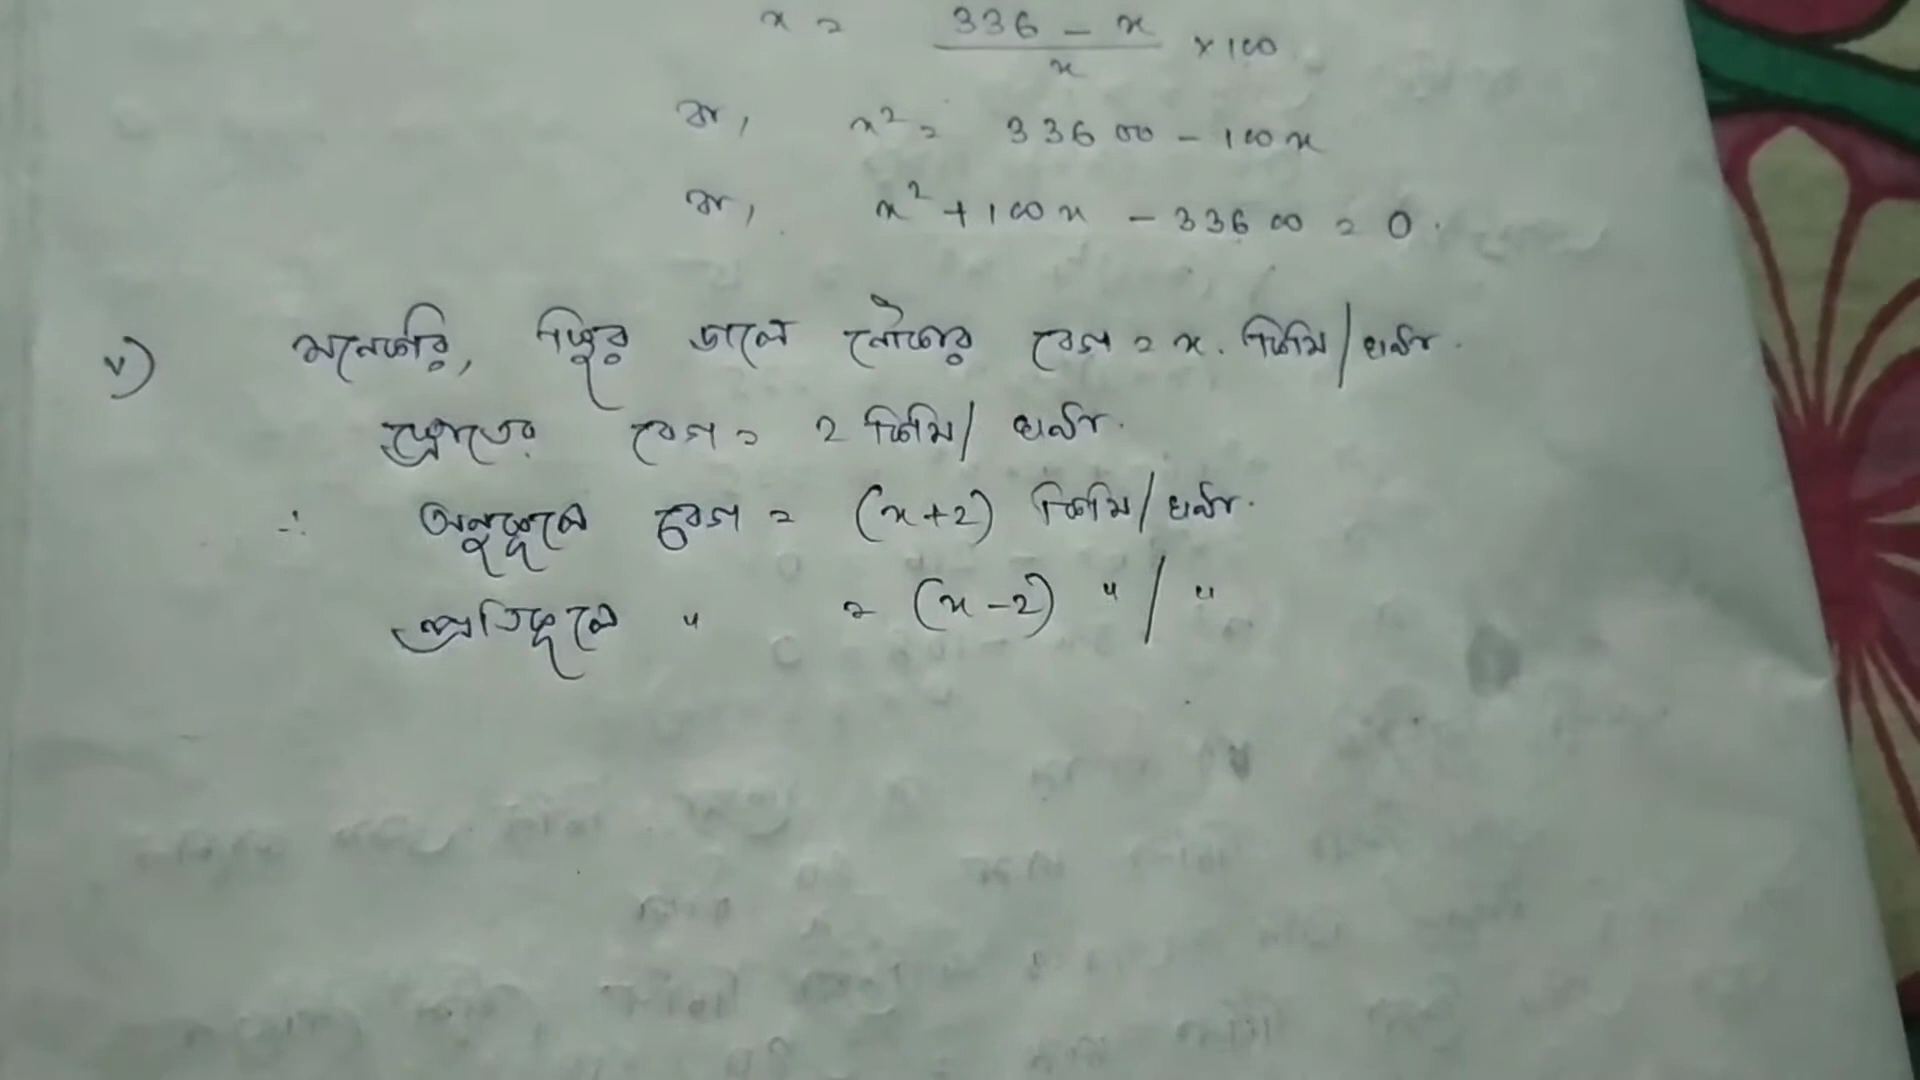 x = (336 - x)/x × 100
বা, x² = 33600 - 100x
বা, x² + 100x - 33600 = 0.
v) মনেকরি, স্থির জলে নৌকার বেগ = x. কিমি/ঘন্টা.
স্রোতের বেগ = 2 কিমি/ ঘন্টা.
∴ অনুকূলে বেগ = (x+2) কিমি/ঘন্টা.
প্রতিকূলে " = (x-2) "/"